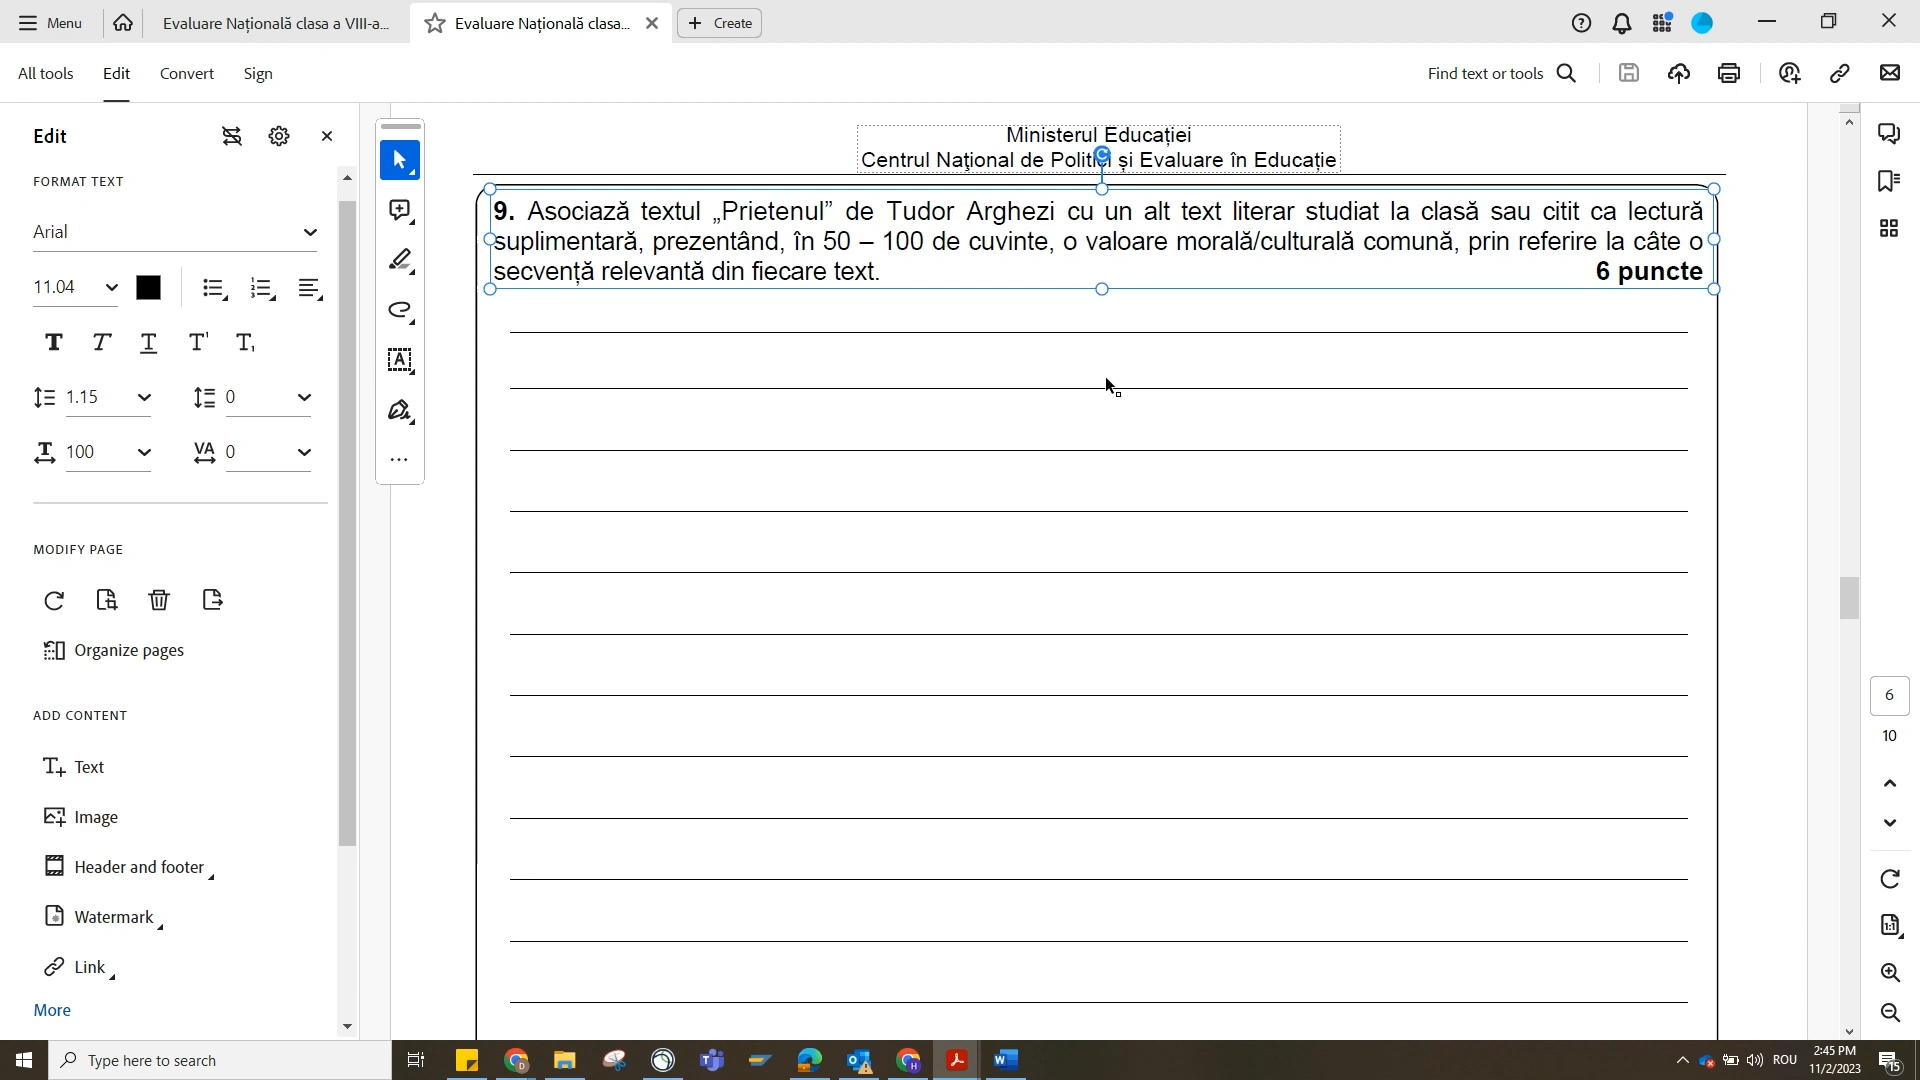 Menu
Evaluare Națională clasa a VIII-a...
Evaluare Națională clasa...
Create
All tools
Edit
Convert
Sign
Find text or tools
Edit
FORMAT TEXT
Arial
11.04
1.15
0
100
0
MODIFY PAGE
Organize pages
ADD CONTENT
Text
Image
Header and footer
Watermark
Link
More
Ministerul Educației
Centrul Naţional de Politici și Evaluare în Educație
9. Asociază textul „Prietenul” de Tudor Arghezi cu un alt text literar studiat la clasă sau citit ca lectură
suplimentară, prezentând, în 50 – 100 de cuvinte, o valoare morală/culturală comună, prin referire la câte o
secvență relevantă din fiecare text. 6 puncte
6
10
Type here to search
ROU
2:45 PM
11/2/2023
15